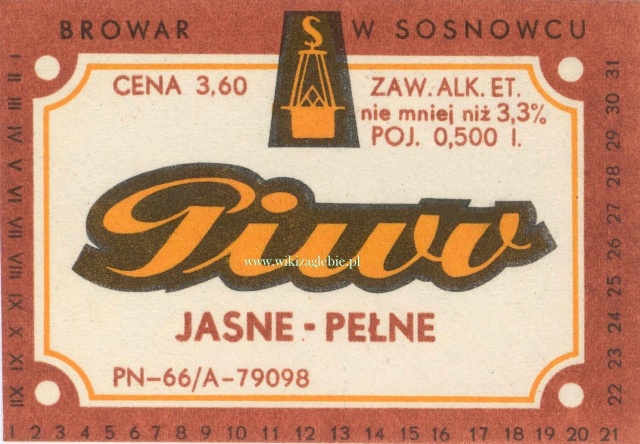 BROWAR W SOSNOWCU
S
CENA 3,60
ZAW. ALK. ET.
nie mniej niż 3,3%
POJ. 0,500 l.
Piwo
www.wikizaglebie.pl
JASNE - PEŁNE
PN-66/A-79098
I II III IV V VI VII VIII IX X XI XII
1 2 3 4 5 6 7 8 9 10 11 12 13 14 15 16 17 18 19 20 21
22 23 24 25 26 27 28 29 30 31